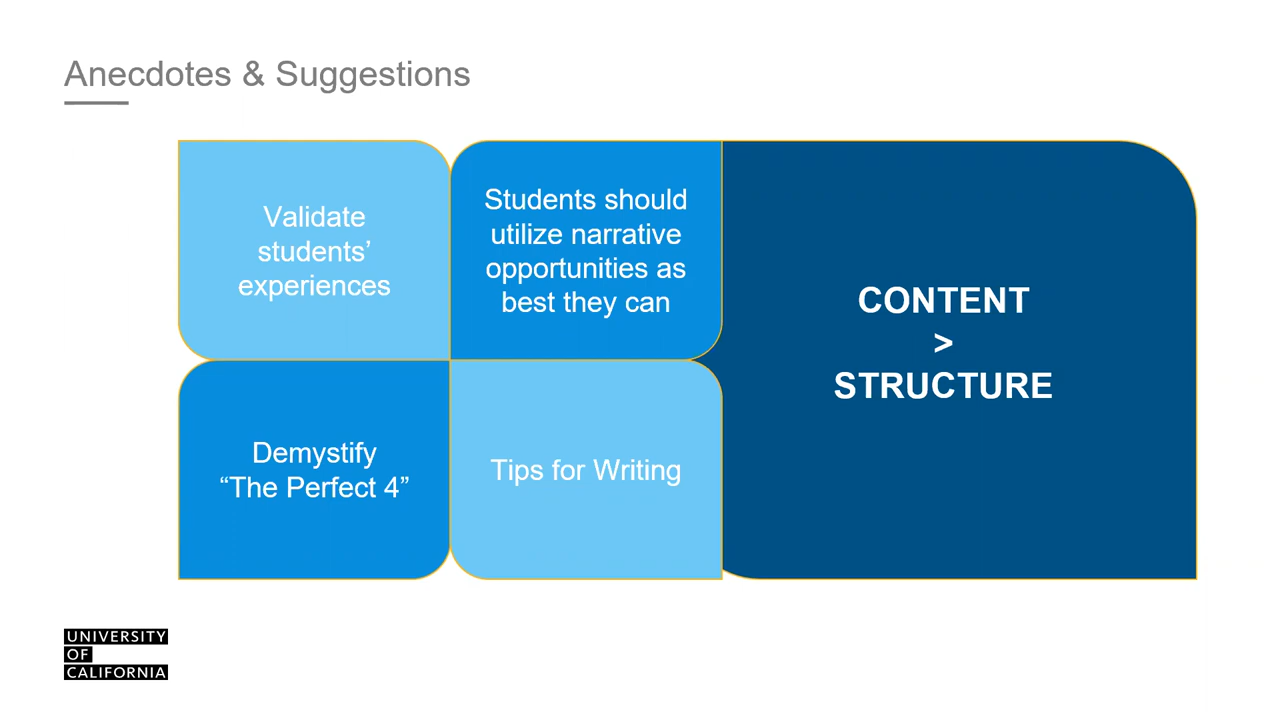 Anecdotes & Suggestions
Validate
students’
experiences
Students should
utilize narrative
opportunities as
best they can
CONTENT
>
STRUCTURE
Demystify
“The Perfect 4”
Tips for Writing
UNIVERSITY
OF
CALIFORNIA